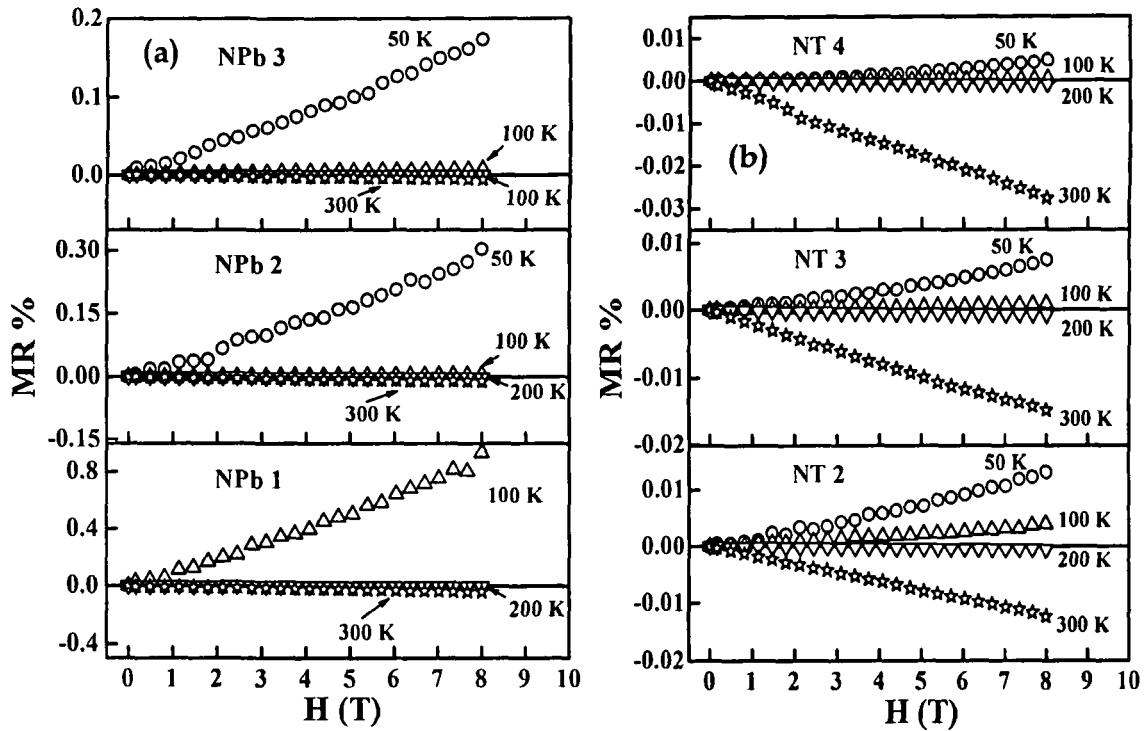 (a)
NPb 3
50 K
100 K
300 K
100 K
0.2
0.1
0.0
NPb 2
50 K
100 K
200 K
300 K
0.30
0.15
0.00
-0.15
NPb 1
100 K
200 K
300 K
0.8
0.4
0.0
-0.4
MR %
0 1 2 3 4 5 6 7 8 9 10
H (T)
NT 4
50 K
100 K
200 K
(b)
300 K
0.01
0.00
-0.01
-0.02
-0.03
NT 3
50 K
100 K
200 K
300 K
0.01
0.00
-0.01
-0.02
NT 2
50 K
100 K
200 K
300 K
0.01
0.00
-0.01
-0.02
MR %
0 1 2 3 4 5 6 7 8 9 10
H (T)